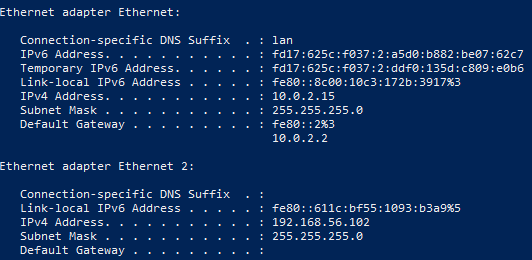 Ethernet adapter Ethernet:
Connection-specific DNS Suffix  . : lan
IPv6 Address. . . . . . . . . . . : fd17:625c:f037:2:a5d0:b882:be07:62c7
Temporary IPv6 Address. . . . . . : fd17:625c:f037:2:ddf0:135d:c809:e0b6
Link-local IPv6 Address . . . . . : fe80::8c00:10c3:172b:3917%3
IPv4 Address. . . . . . . . . . . : 10.0.2.15
Subnet Mask . . . . . . . . . . . : 255.255.255.0
Default Gateway . . . . . . . . . : fe80::2%3
10.0.2.2
Ethernet adapter Ethernet 2:
Connection-specific DNS Suffix  . :
Link-local IPv6 Address . . . . . : fe80::611c:bf55:1093:b3a9%5
IPv4 Address. . . . . . . . . . . : 192.168.56.102
Subnet Mask . . . . . . . . . . . : 255.255.255.0
Default Gateway . . . . . . . . . :